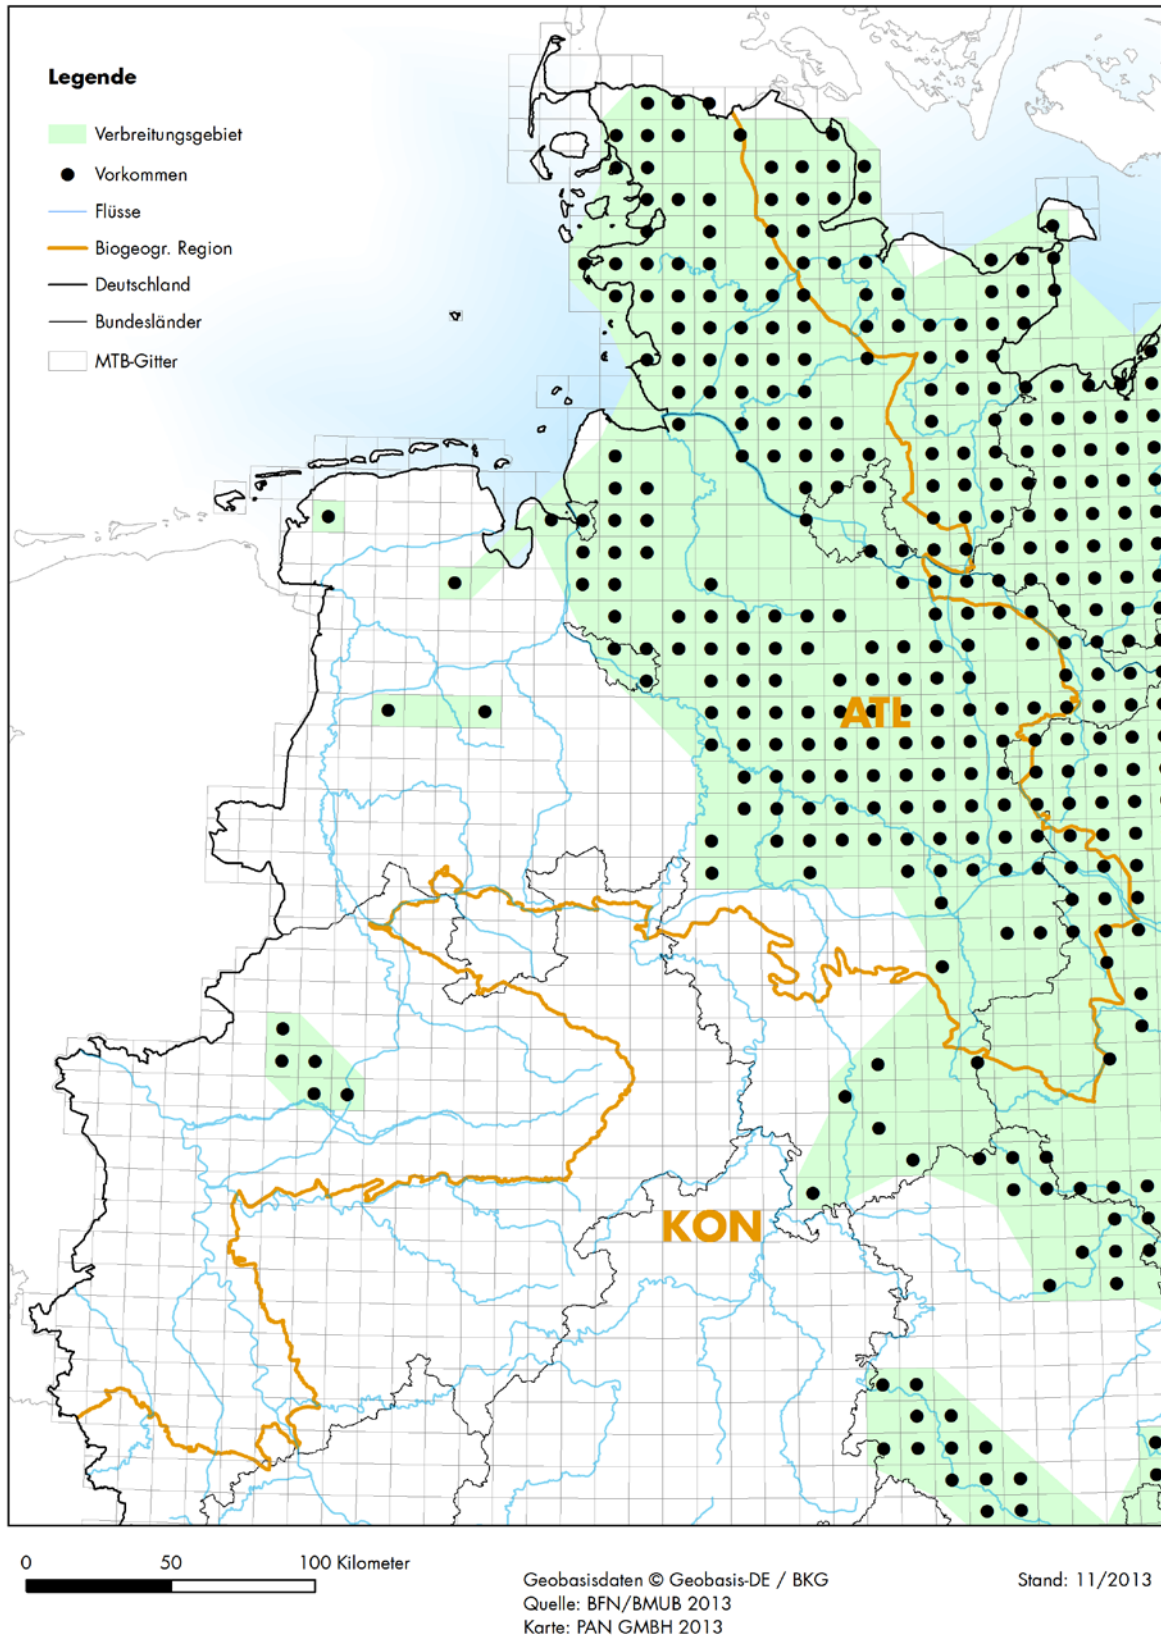 Legende
Verbreitungsgebiet
Vorkommen
Flüsse
Biogeogr. Region
Deutschland
Bundesländer
MTB-Gitter
ATL
KON
0 50 100 Kilometer
Geobasisdaten © Geobasis-DE / BKG
Quelle: BFN/BMUB 2013
Karte: PAN GMBH 2013
Stand: 11/2013